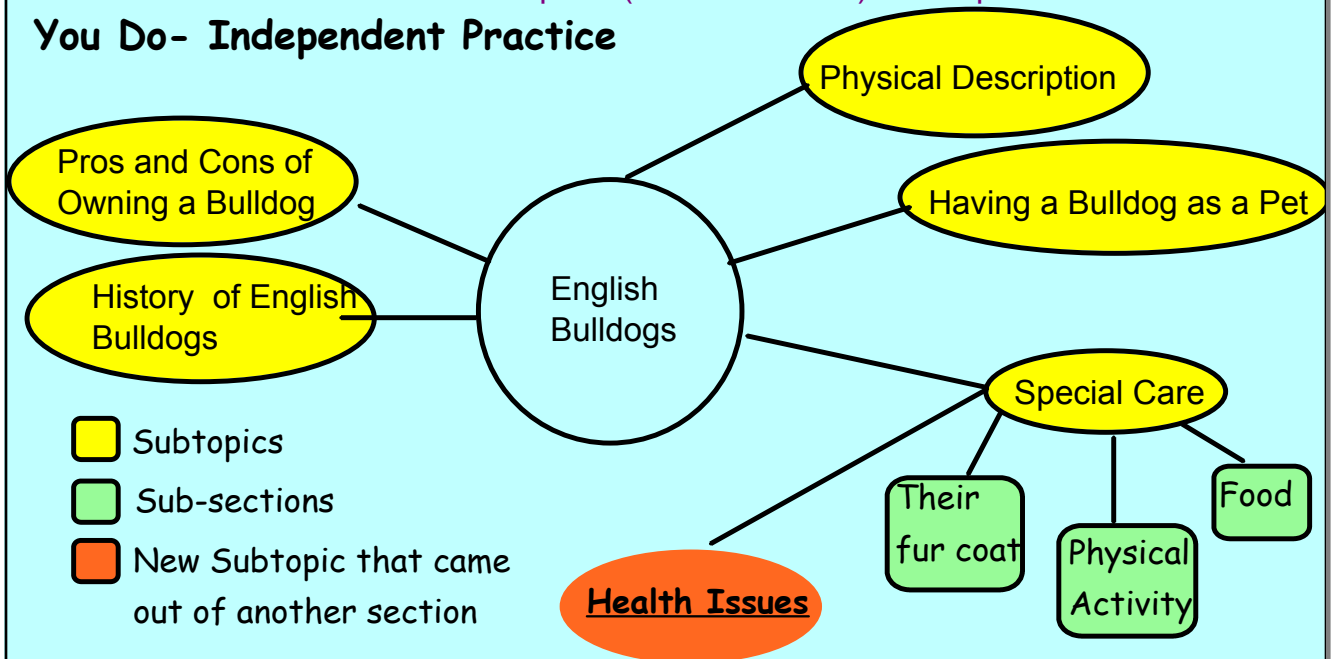 You Do- Independent Practice
Physical Description
Pros and Cons of
Owning a Bulldog
Having a Bulldog as a Pet
English
Bulldogs
History of English
Bulldogs
Special Care
Subtopics
Sub-sections
New Subtopic that came
out of another section
Their
fur coat
Physical
Activity
Food
Health Issues